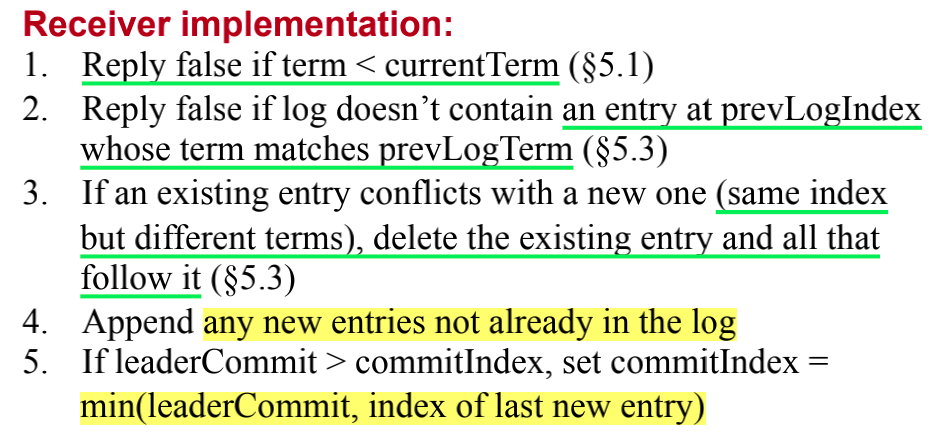 Receiver implementation:
1. Reply false if term < currentTerm (§5.1)
2. Reply false if log doesn’t contain an entry at prevLogIndex
whose term matches prevLogTerm (§5.3)
3. If an existing entry conflicts with a new one (same index
but different terms), delete the existing entry and all that
follow it (§5.3)
4. Append any new entries not already in the log
5. If leaderCommit > commitIndex, set commitIndex =
min(leaderCommit, index of last new entry)